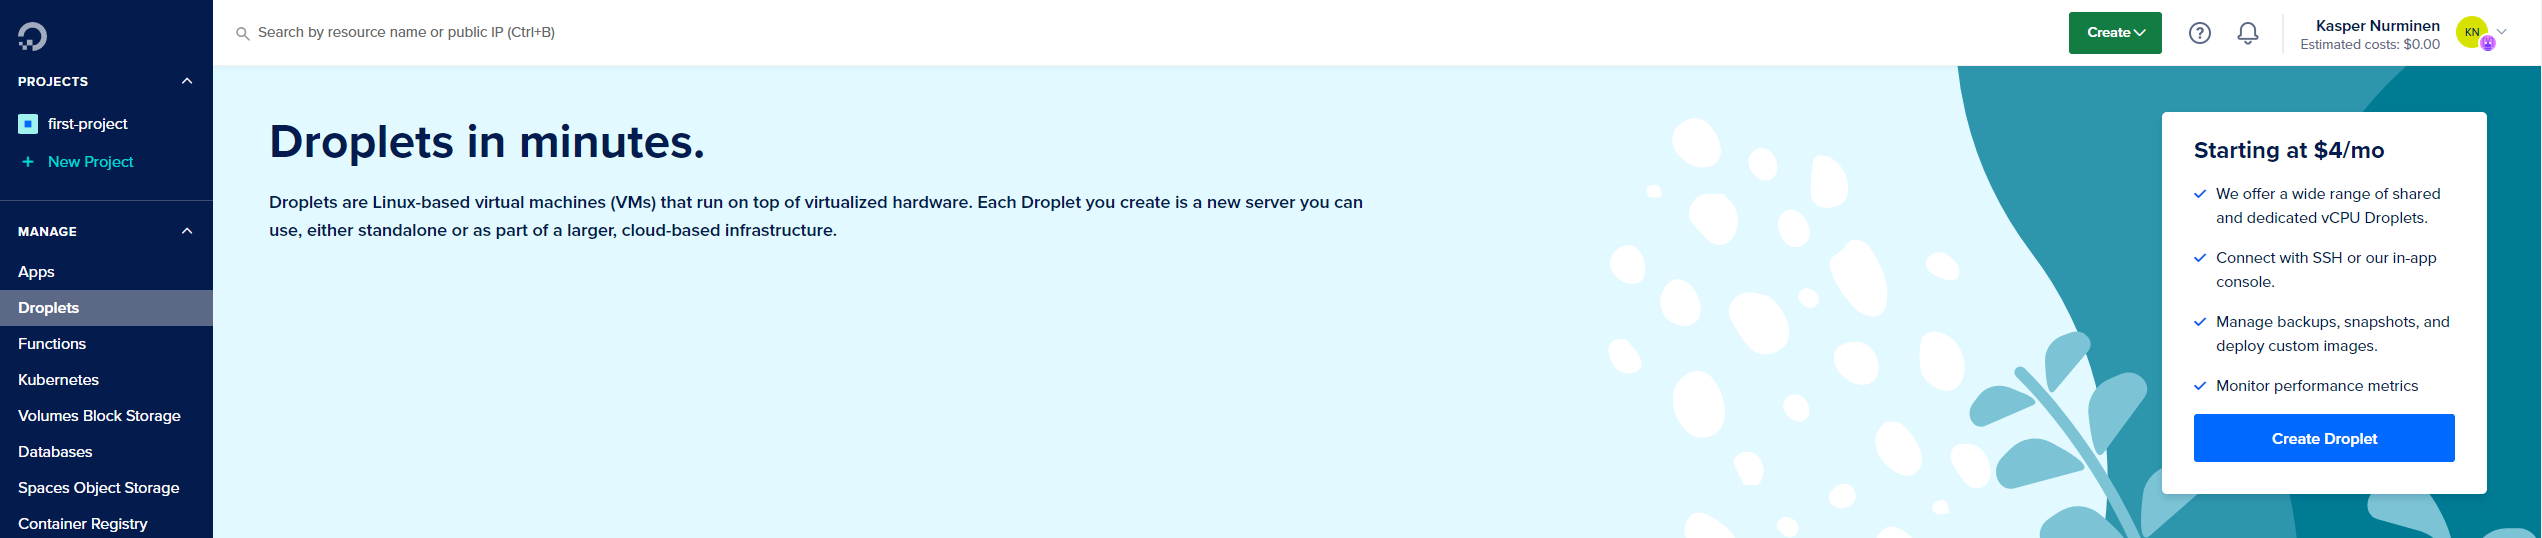 Search by resource name or public IP (Ctrl+B)
Create
Kasper Nurminen
Estimated costs: $0.00
KN
PROJECTS
first-project
+ New Project
MANAGE
Apps
Droplets
Functions
Kubernetes
Volumes Block Storage
Databases
Spaces Object Storage
Container Registry
Droplets in minutes.
Droplets are Linux-based virtual machines (VMs) that run on top of virtualized hardware. Each Droplet you create is a new server you can
use, either standalone or as part of a larger, cloud-based infrastructure.
Starting at $4/mo
We offer a wide range of shared
and dedicated vCPU Droplets.
Connect with SSH or our in-app
console.
Manage backups, snapshots, and
deploy custom images.
Monitor performance metrics
Create Droplet